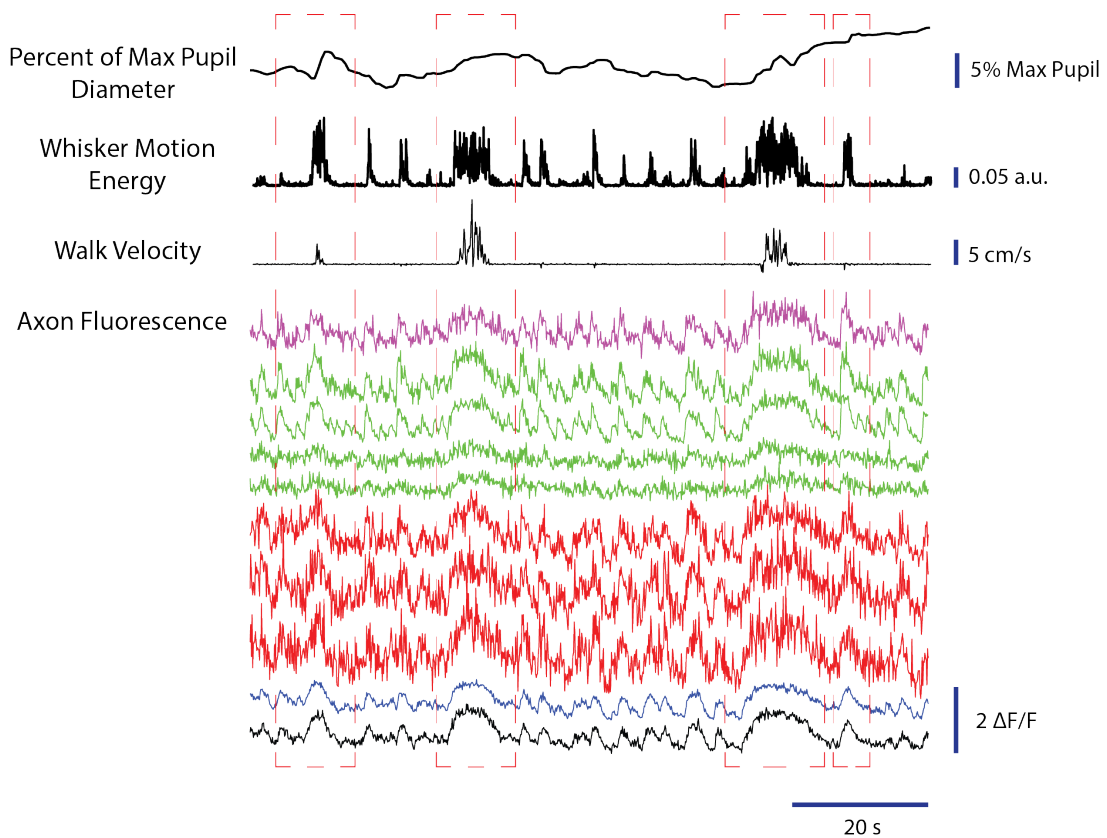 Percent of Max Pupil
Diameter
5% Max Pupil
Whisker Motion
Energy
0.05 a.u.
Walk Velocity
5 cm/s
Axon Fluorescence
2 ΔF/F
20 s